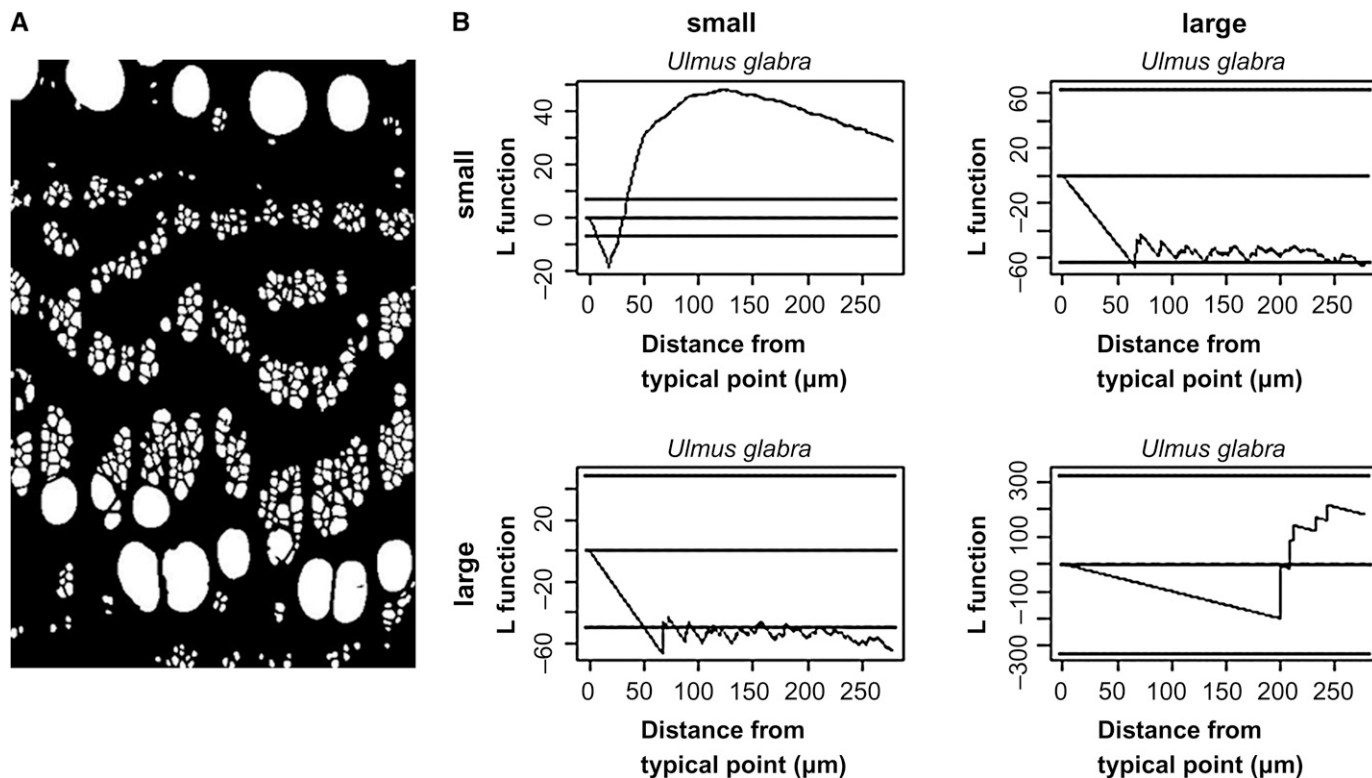 A
B
small
large
small
Ulmus glabra
L function
40
20
0
−20
0
50
100
150
200
250
Distance from
typical point (µm)
Ulmus glabra
L function
60
20
−20
−60
0
50
100
150
200
250
Distance from
typical point (µm)
large
Ulmus glabra
L function
20
−20
−60
0
50
100
150
200
250
Distance from
typical point (µm)
Ulmus glabra
L function
300
100
−100
−300
0
50
100
150
200
250
Distance from
typical point (µm)